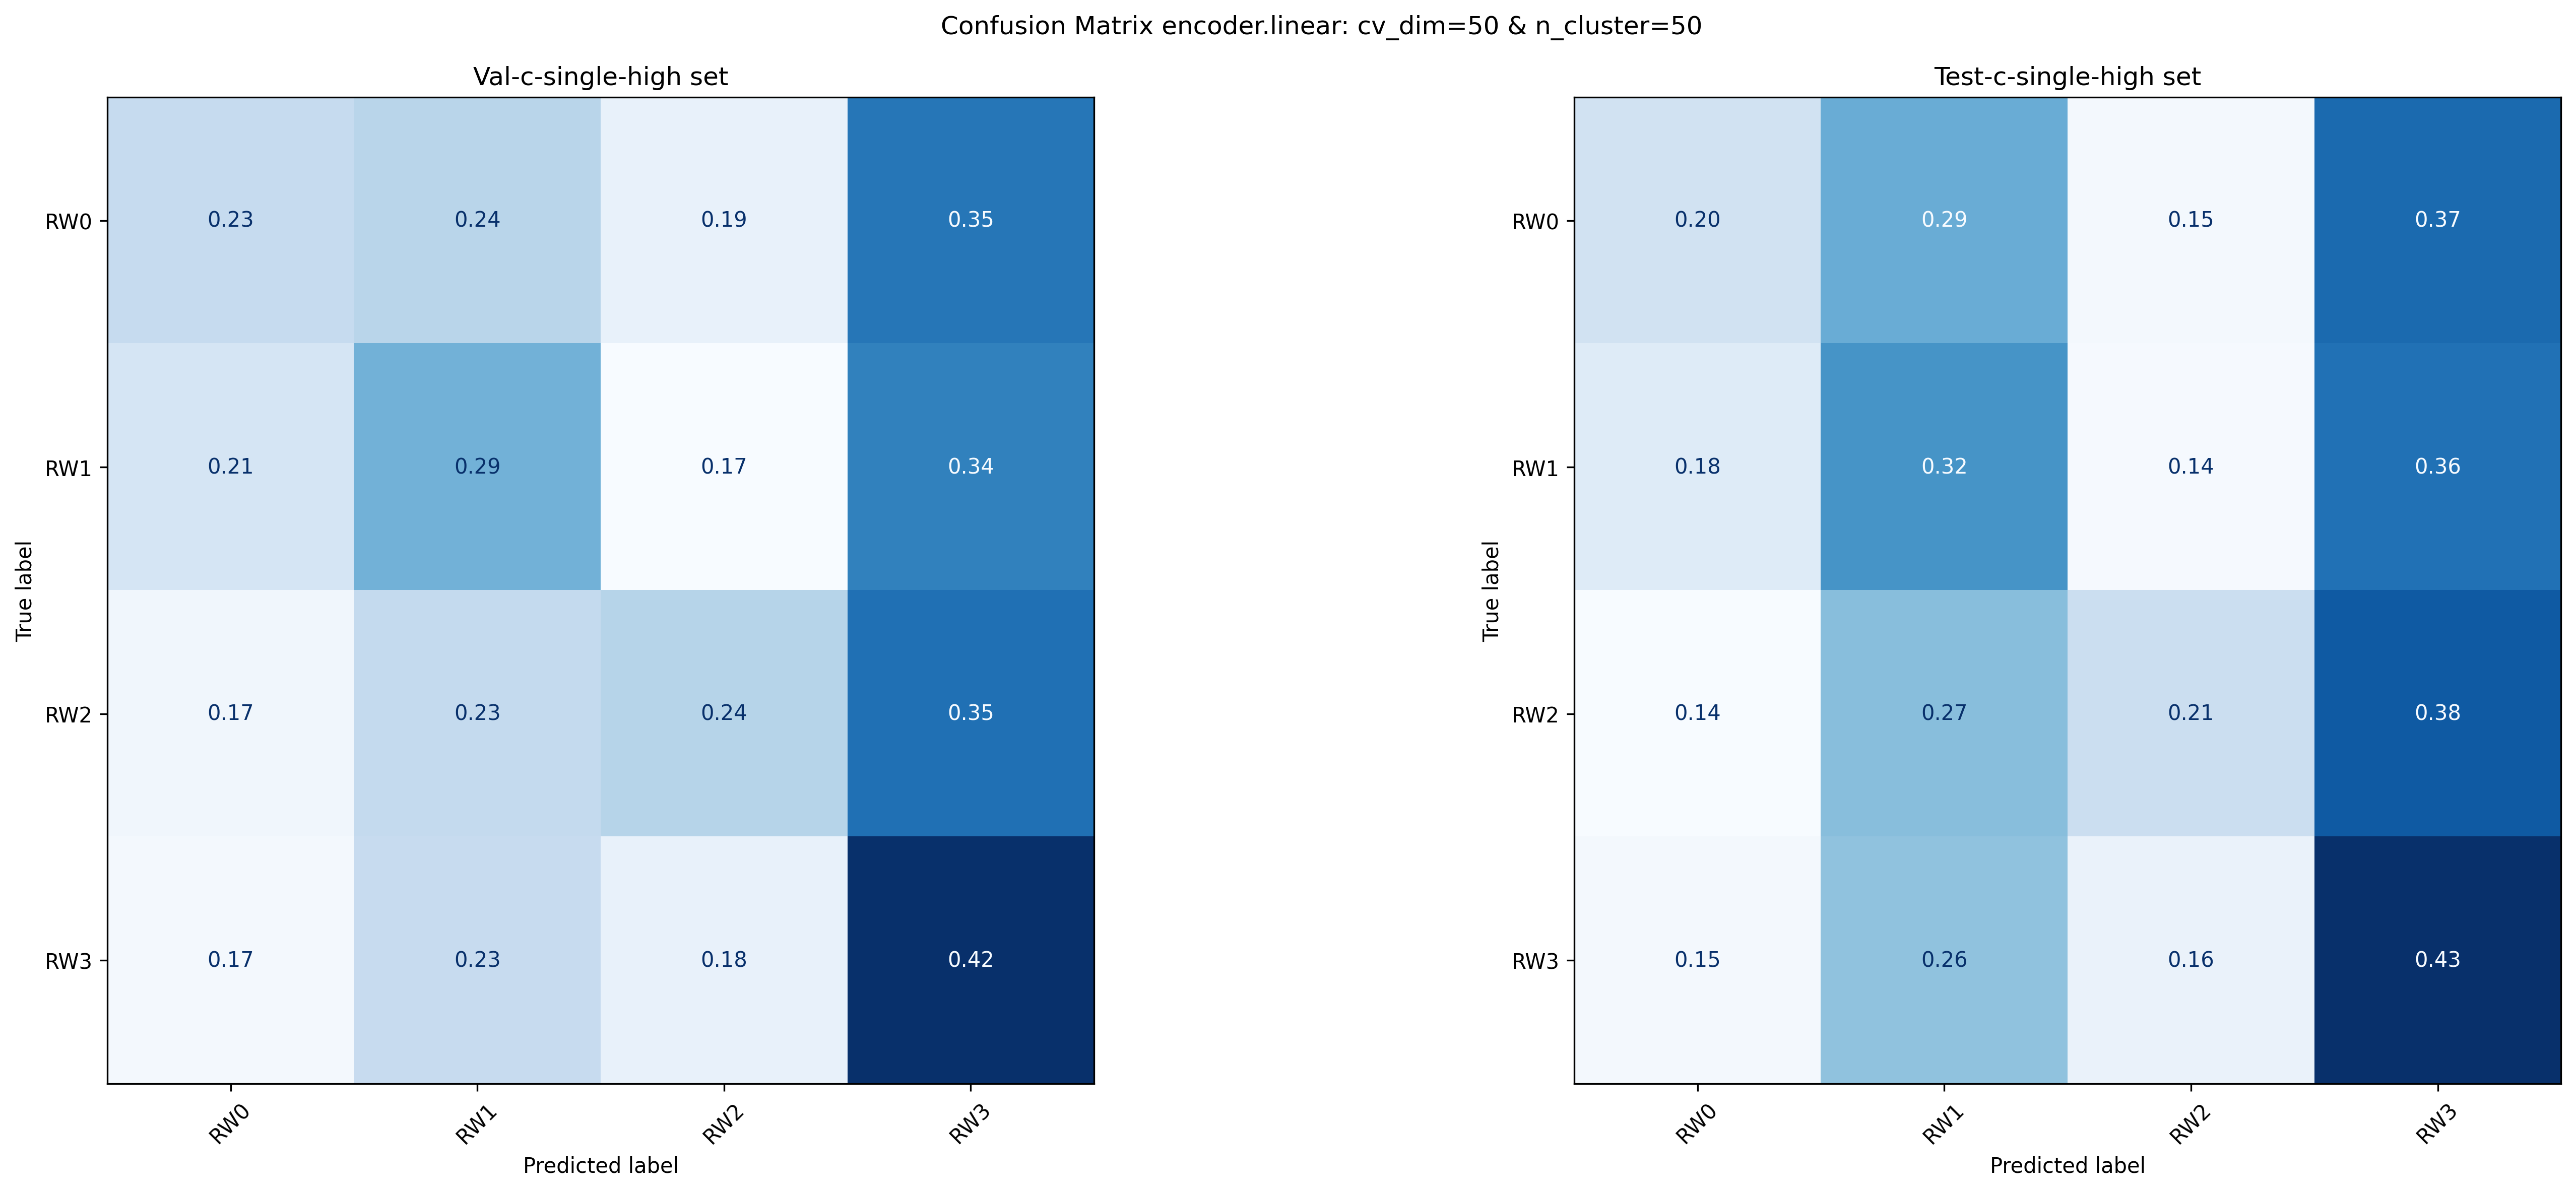 Confusion Matrix encoder.linear: cv_dim=50 & n_cluster=50
Val-c-single-high set
True label
RW0 0.23 0.24 0.19 0.35
RW1 0.21 0.29 0.17 0.34
RW2 0.17 0.23 0.24 0.35
RW3 0.17 0.23 0.18 0.42
RW0 RW1 RW2 RW3
Predicted label
Test-c-single-high set
True label
RW0 0.20 0.29 0.15 0.37
RW1 0.18 0.32 0.14 0.36
RW2 0.14 0.27 0.21 0.38
RW3 0.15 0.26 0.16 0.43
RW0 RW1 RW2 RW3
Predicted label